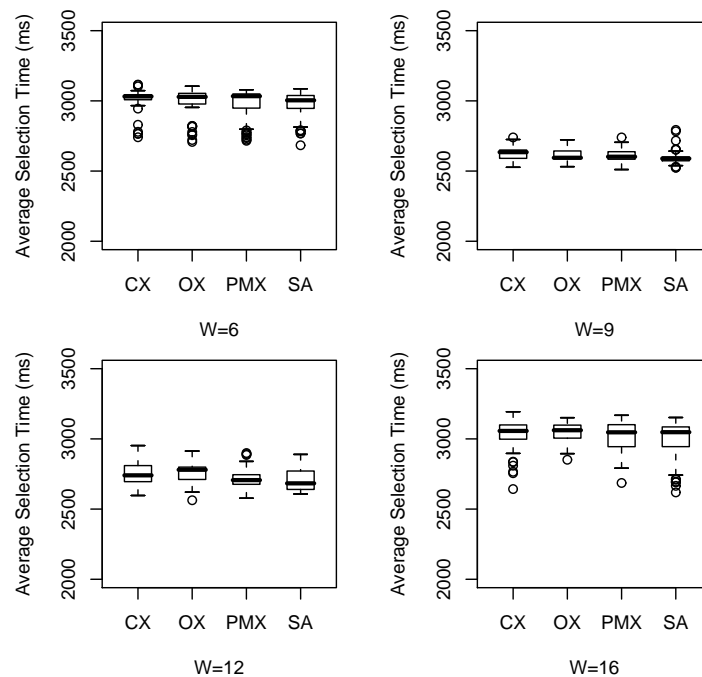 Average Selection Time (ms)
3500
3000
2500
2000
CX OX PMX SA
W=6
Average Selection Time (ms)
3500
3000
2500
2000
CX OX PMX SA
W=9
Average Selection Time (ms)
3500
3000
2500
2000
CX OX PMX SA
W=12
Average Selection Time (ms)
3500
3000
2500
2000
CX OX PMX SA
W=16